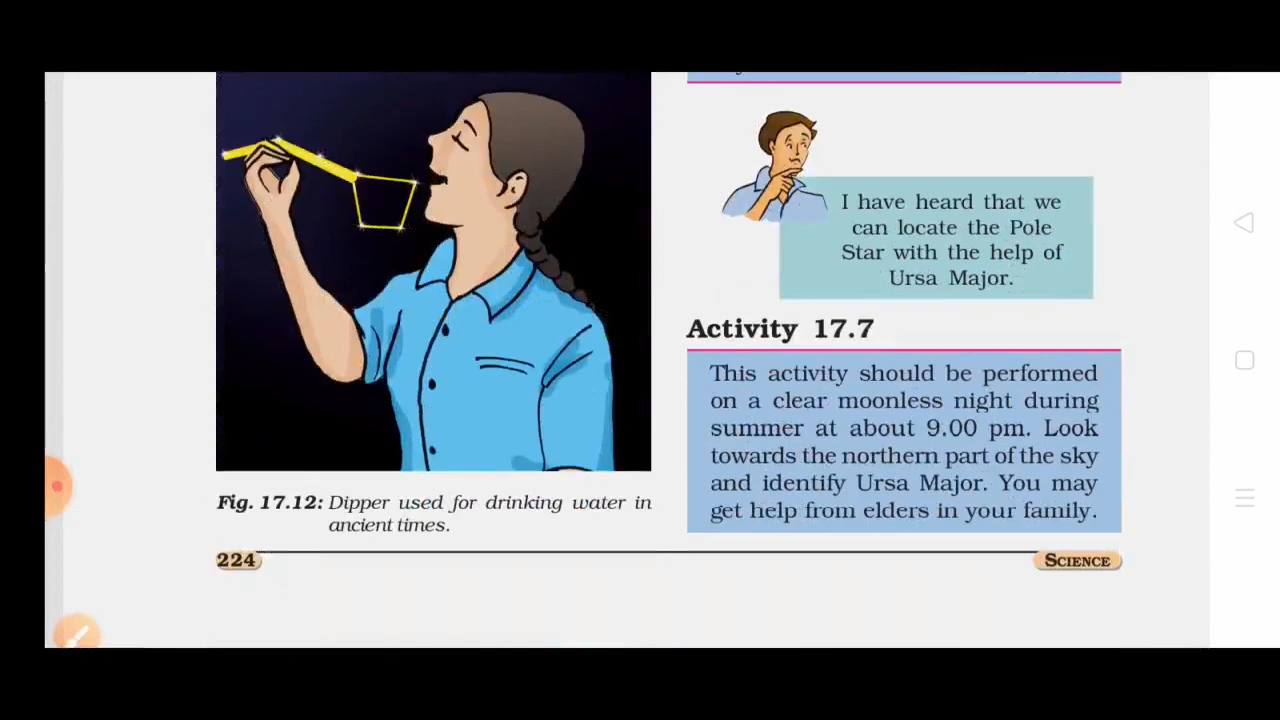 I have heard that we
can locate the Pole
Star with the help of
Ursa Major.
Activity 17.7
This activity should be performed
on a clear moonless night during
summer at about 9.00 pm. Look
towards the northern part of the sky
and identify Ursa Major. You may
get help from elders in your family.
Fig. 17.12: Dipper used for drinking water in
ancient times.
224
SCIENCE